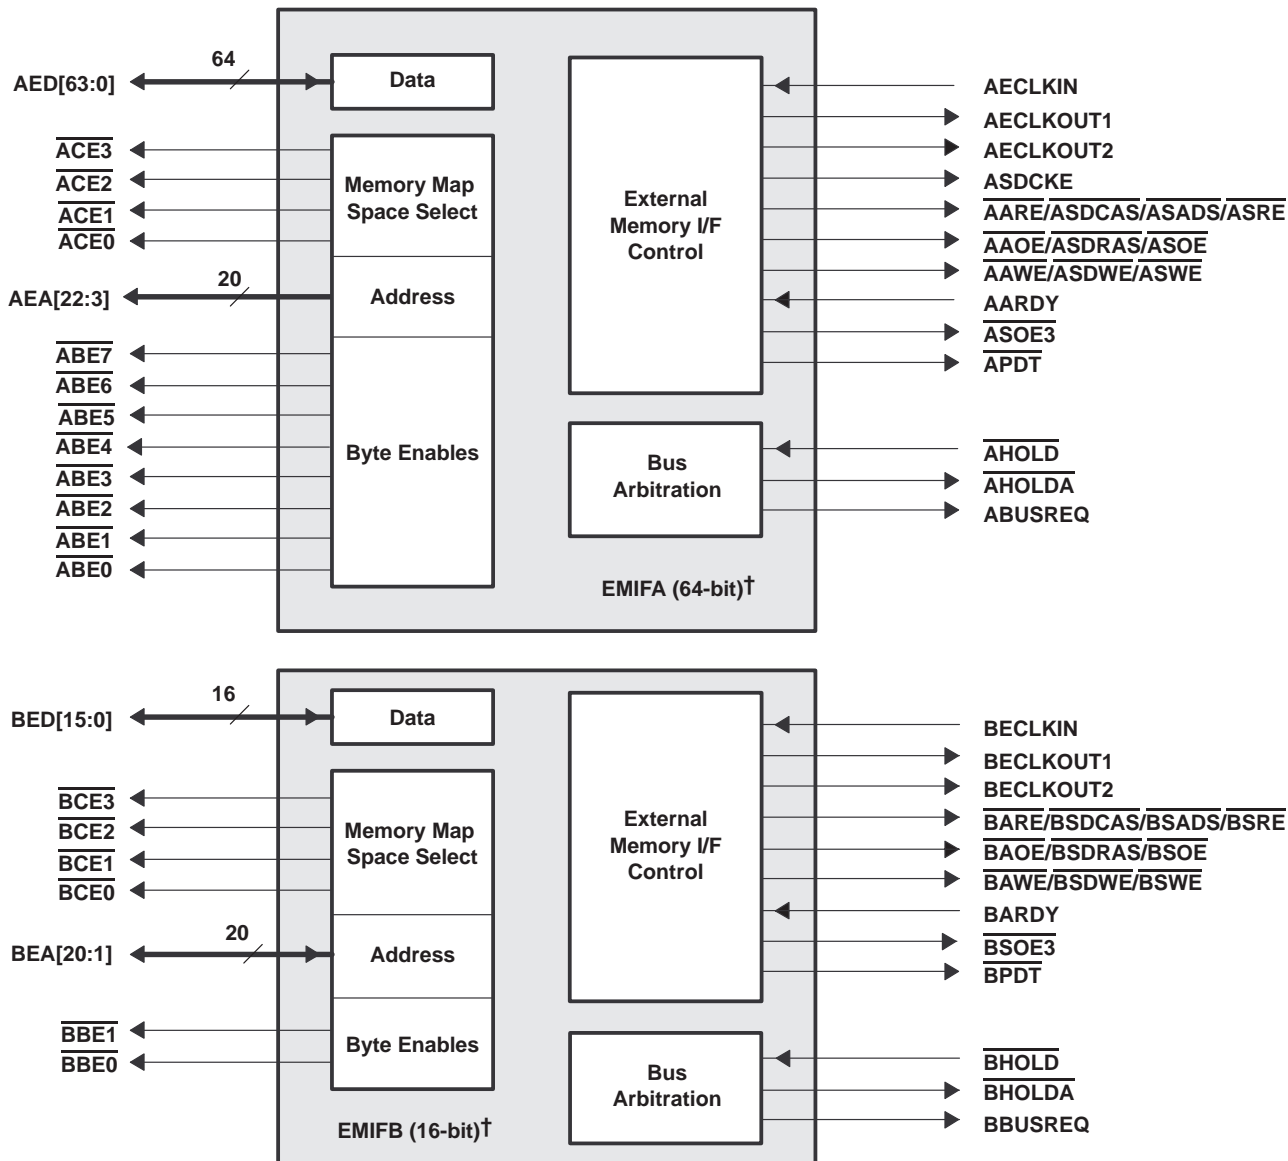 64
AED[63:0]
Data
ACE3
ACE2
ACE1
ACE0
Memory Map
Space Select
20
AEA[22:3]
Address
ABE7
ABE6
ABE5
ABE4
ABE3
ABE2
ABE1
ABE0
Byte Enables
External
Memory I/F
Control
AECLKIN
AECLKOUT1
AECLKOUT2
ASDCKE
AARE/ASDCAS/ASADS/ASRE
AAOE/ASDRAS/ASOE
AAWE/ASDWE/ASWE
AARDY
ASOE3
APDT
Bus
Arbitration
AHOLD
AHOLDA
ABUSREQ
EMIFA (64-bit)†
16
BED[15:0]
Data
BCE3
BCE2
BCE1
BCE0
Memory Map
Space Select
20
BEA[20:1]
Address
BBE1
BBE0
Byte Enables
External
Memory I/F
Control
BECLKIN
BECLKOUT1
BECLKOUT2
BARE/BSDCAS/BSADS/BSRE
BAOE/BSDRAS/BSOE
BAWE/BSDWE/BSWE
BARDY
BSOE3
BPDT
Bus
Arbitration
BHOLD
BHOLDA
BBUSREQ
EMIFB (16-bit)†